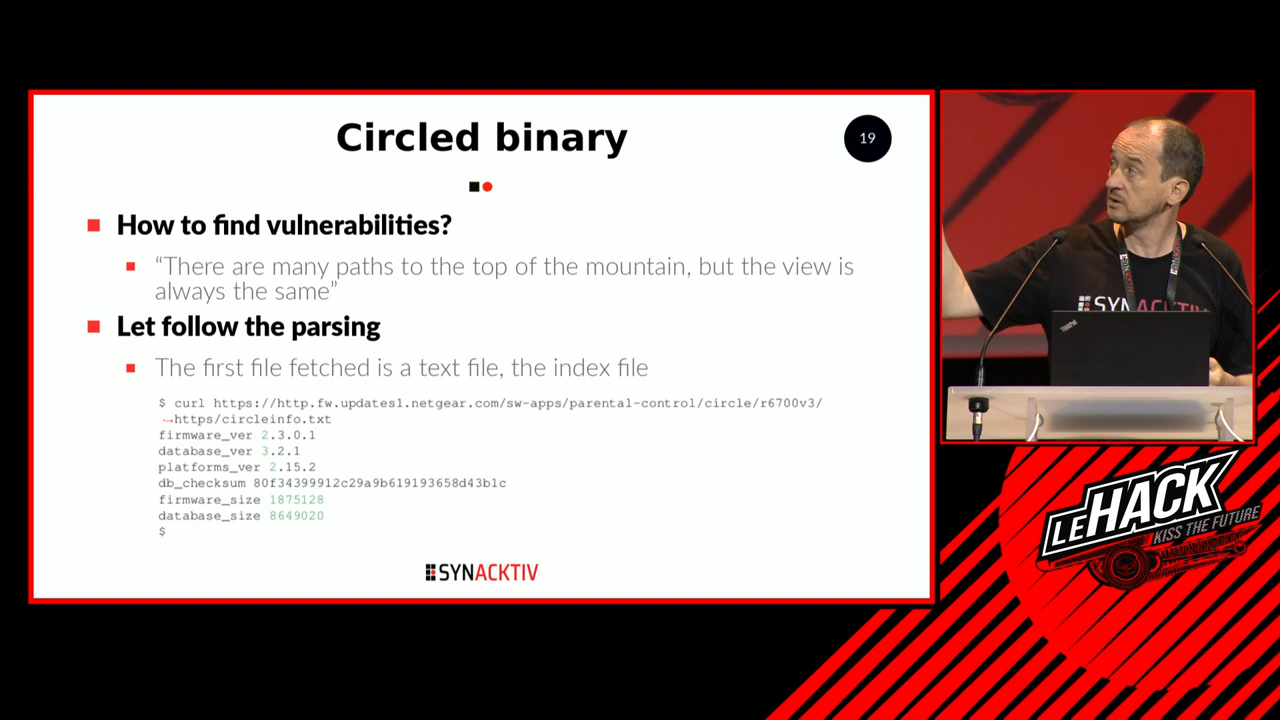 Circled binary
19
How to find vulnerabilities?
“There are many paths to the top of the mountain, but the view is
always the same”
Let follow the parsing
The first file fetched is a text file, the index file
$ curl https://http.fw.updates1.netgear.com/sw-apps/parental-control/circle/r6700v3/
→https/circleinfo.txt
firmware_ver 2.3.0.1
database_ver 3.2.1
platforms_ver 2.15.2
db_checksum 80f34399912c29a9b619193658d43b1c
firmware_size 1875128
database_size 8649020
$
SYNACKTIV
SYNACKTIV
ThinkPad
LEHACK
KISS THE FUTURE